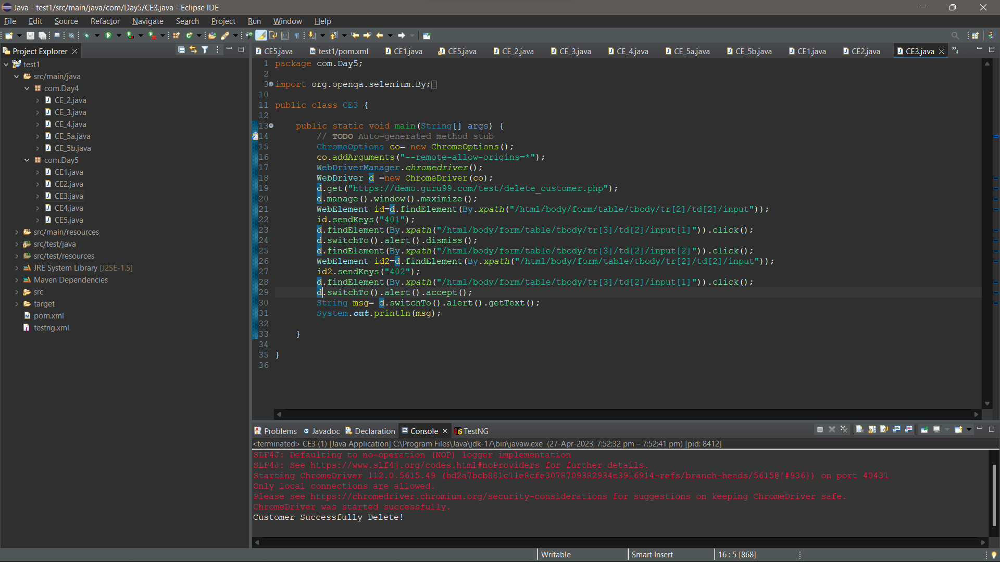 Java - test1/src/main/java/com/Day5/CE3.java - Eclipse IDE
File Edit Source Refactor Navigate Search Project Run Window Help
Project Explorer
test1
src/main/java
com.Day4
CE_2.java
CE_3.java
CE_4.java
CE_5a.java
CE_5b.java
com.Day5
CE1.java
CE2.java
CE3.java
CE4.java
CE5.java
src/main/resources
src/test/java
src/test/resources
JRE System Library [J2SE-1.5]
Maven Dependencies
src
target
pom.xml
testng.xml
CE5.java test1/pom.xml CE1.java CE5.java CE_2.java CE_3.java CE_4.java CE_5a.java CE_5b.java CE1.java CE2.java CE3.java »4
1 package com.Day5;
2
3 import org.openqa.selenium.By;
10
11 public class CE3 {
12
13 public static void main(String[] args) {
14 // TODO Auto-generated method stub
15 ChromeOptions co= new ChromeOptions();
16 co.addArguments("--remote-allow-origins=*");
17 WebDriverManager.chromedriver();
18 WebDriver d =new ChromeDriver(co);
19 d.get("https://demo.guru99.com/test/delete_customer.php");
20 d.manage().window().maximize();
21 WebElement id=d.findElement(By.xpath("/html/body/form/table/tbody/tr[2]/td[2]/input"));
22 id.sendKeys("401");
23 d.findElement(By.xpath("/html/body/form/table/tbody/tr[3]/td[2]/input[1]")).click();
24 d.switchTo().alert().dismiss();
25 d.findElement(By.xpath("/html/body/form/table/tbody/tr[3]/td[2]/input[2]")).click();
26 WebElement id2=d.findElement(By.xpath("/html/body/form/table/tbody/tr[2]/td[2]/input"));
27 id2.sendKeys("402");
28 d.findElement(By.xpath("/html/body/form/table/tbody/tr[3]/td[2]/input[1]")).click();
29 d.switchTo().alert().accept();
30 String msg= d.switchTo().alert().getText();
31 System.out.println(msg);
32
33 }
34
35 }
36
Problems Javadoc Declaration Console TestNG
<terminated> CE3 (1) [Java Application] C:\Program Files\Java\jdk-17\bin\javaw.exe (27-Apr-2023, 7:52:32 pm – 7:52:41 pm) [pid: 8412]
SLF4J: Defaulting to no-operation (NOP) logger implementation
SLF4J: See https://www.slf4j.org/codes.html#noProviders for further details.
Starting ChromeDriver 112.0.5615.49 (bd2a7bcb881c11e8cfe3078709382934e3916914-refs/branch-heads/5615@{#936}) on port 40431
Only local connections are allowed.
Please see https://chromedriver.chromium.org/security-considerations for suggestions on keeping ChromeDriver safe.
ChromeDriver was started successfully.
Customer Successfully Delete!
Writable Smart Insert 16 : 5 [868]